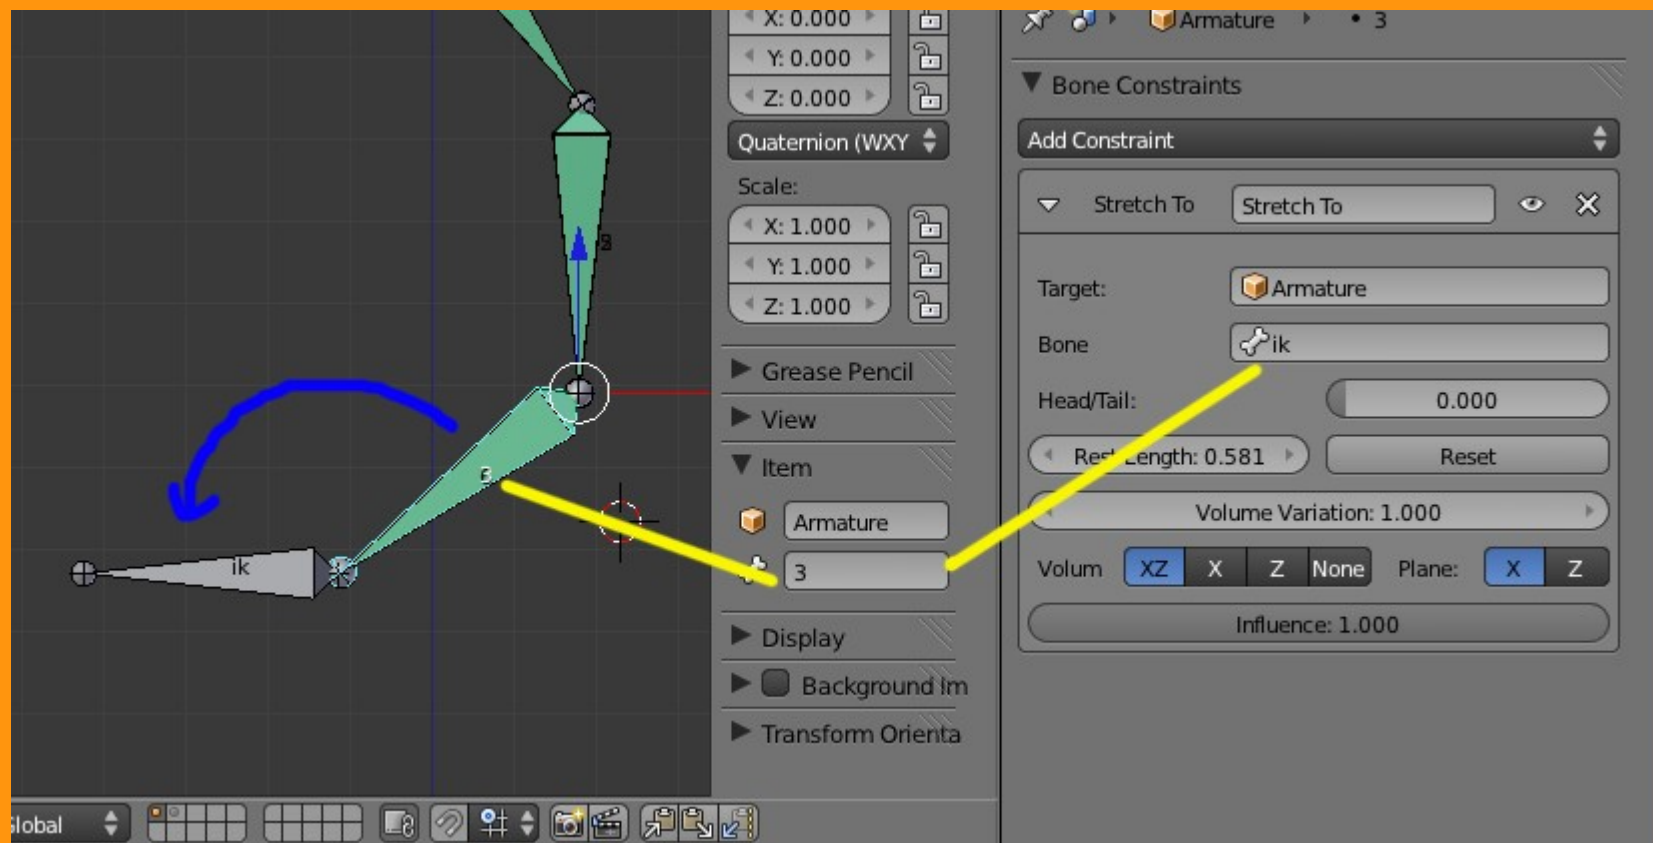 X: 0.000
Y: 0.000
Z: 0.000
Quaternion (WXY
Scale:
X: 1.000
Y: 1.000
Z: 1.000
Grease Pencil
View
Item
Armature
3
Display
Background Im
Transform Orienta
3
ik
lobal
Armature
3
Bone Constraints
Add Constraint
Stretch To Stretch To
Target: Armature
Bone ik
Head/Tail: 0.000
Rest Length: 0.581 Reset
Volume Variation: 1.000
Volum XZ X Z None Plane: X Z
Influence: 1.000